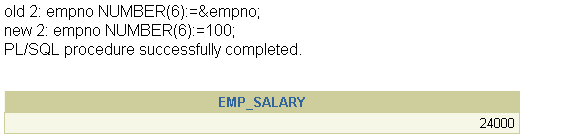 old 2: empno NUMBER(6):=&empno;
new 2: empno NUMBER(6):=100;
PL/SQL procedure successfully completed.
EMP_SALARY
24000